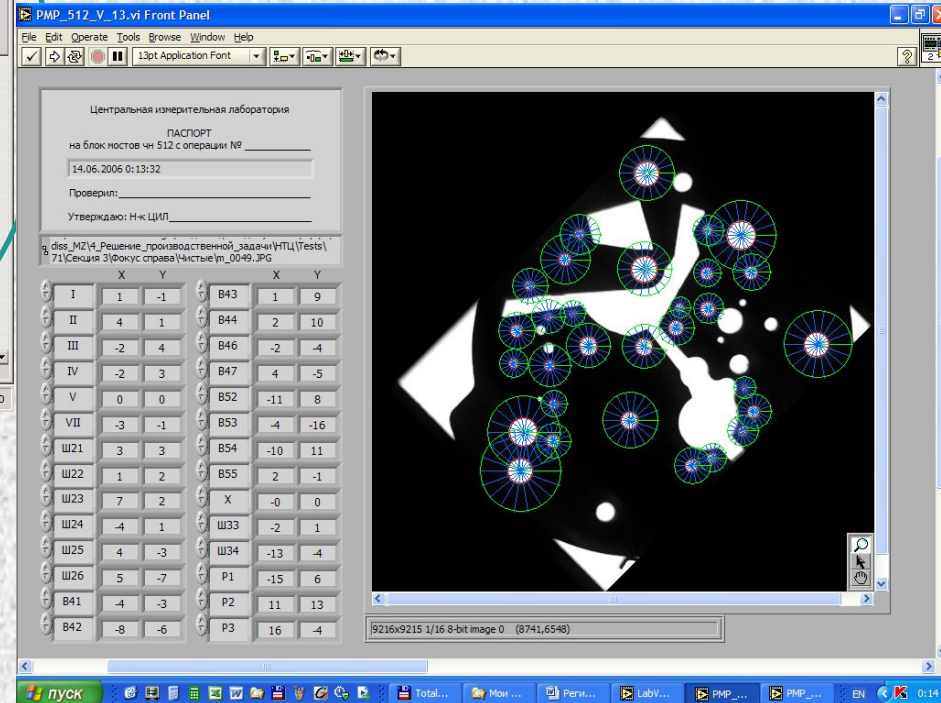 PMP_512_V_13.vi Front Panel
File Edit Operate Tools Browse Window Help
13pt Application Font
?
2
Центральная измерительная лаборатория
ПАСПОРТ
на блок мостов чн 512 с операции № __________
14.06.2006 0:13:32
Проверил:
Утверждаю: Н-к ЦИЛ
diss_MZ\4_Решение_производственной_задачи\НТЦ\Tests\
71\Секция 3\Фокус справа\Чистые\m_0049.JPG
X Y X Y
I 1 -1 B43 1 9
II 4 1 B44 2 10
III -2 4 B46 -2 -4
IV -2 3 B47 4 -5
V 0 0 B52 -11 8
VII -3 -1 B53 -4 -16
Ш21 3 3 B54 -10 11
Ш22 1 2 B55 2 -1
Ш23 7 2 X -0 0
Ш24 -4 1 Ш33 -2 1
Ш25 4 -3 Ш34 -13 -4
Ш26 5 -7 P1 -15 6
B41 -4 -3 P2 11 13
B42 -8 -6 P3 16 -4
9216x9215 1/16 8-bit image 0 (8741,6548)
пуск Total... Мои ... Реги... LabV... PMP_... PMP_... EN 0:14